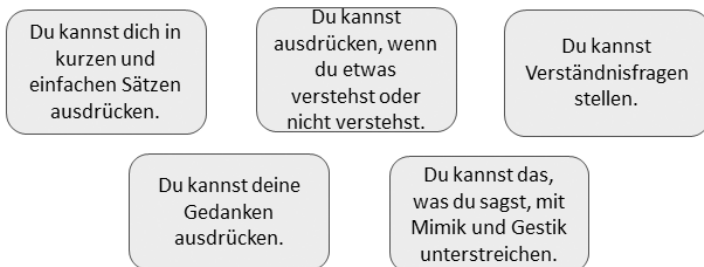 Du kannst dich in
kurzen und
einfachen Sätzen
ausdrücken.
Du kannst
ausdrücken, wenn
du etwas
verstehst oder
nicht verstehst.
Du kannst
Verständnisfragen
stellen.
Du kannst deine
Gedanken
ausdrücken.
Du kannst das,
was du sagst, mit
Mimik und Gestik
unterstreichen.